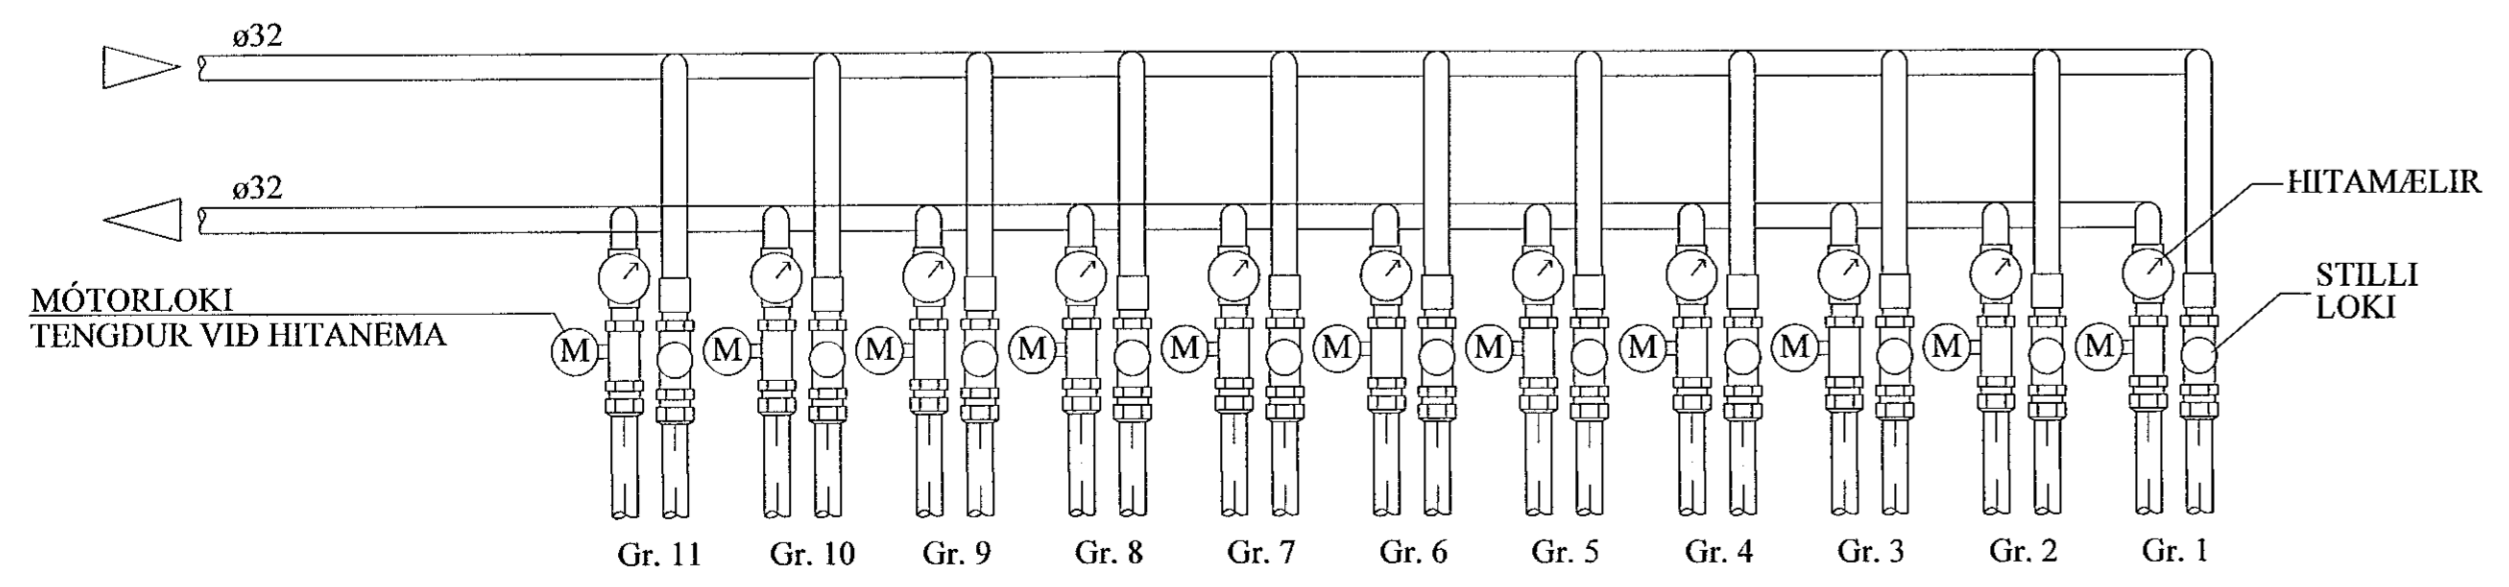 ø32
ø32
HITAMÆLIR
STILLI
LOKI
MÓTORLOKI
TENGDUR VIÐ HITANEMA
M M M M M M M M M M M
Gr. 11 Gr. 10 Gr. 9 Gr. 8 Gr. 7 Gr. 6 Gr. 5 Gr. 4 Gr. 3 Gr. 2 Gr. 1